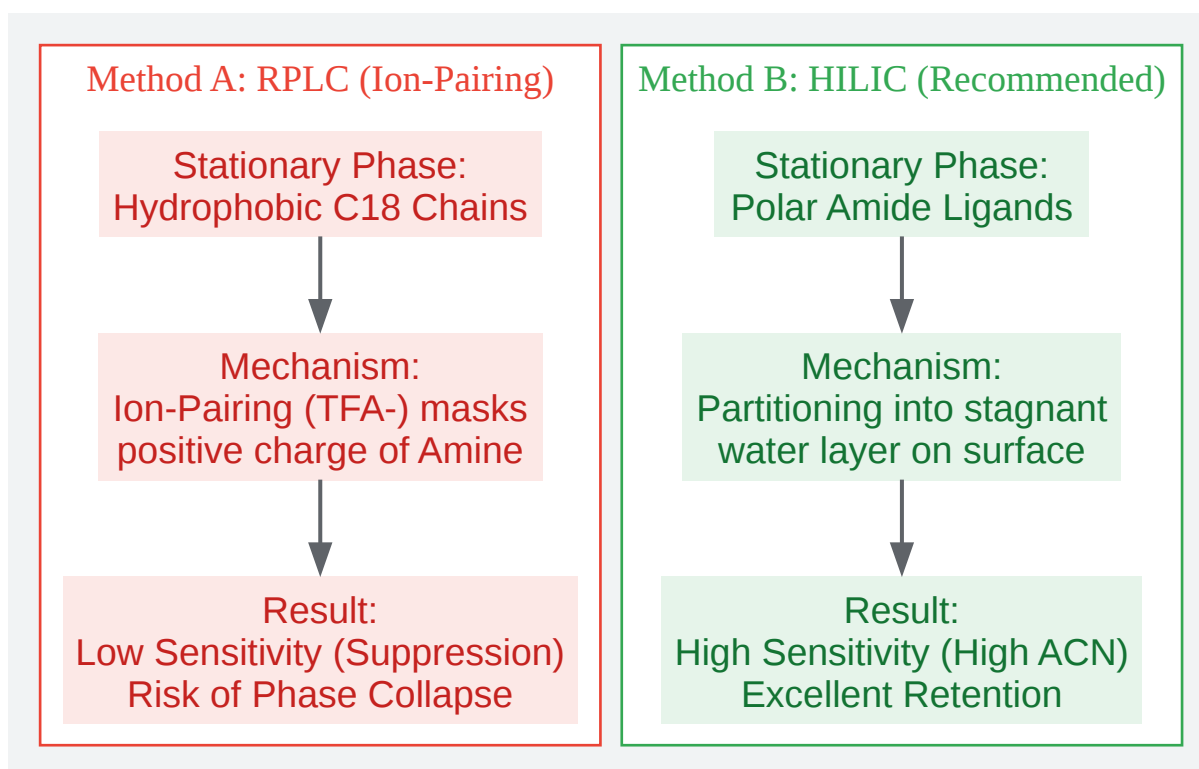 Method A: RPLC (Ion-Pairing)
Stationary Phase:
Hydrophobic C18 Chains
Mechanism:
Ion-Pairing (TFA-) masks
positive charge of Amine
Result:
Low Sensitivity (Suppression)
Risk of Phase Collapse
Method B: HILIC (Recommended)
Stationary Phase:
Polar Amide Ligands
Mechanism:
Partitioning into stagnant
water layer on surface
Result:
High Sensitivity (High ACN)
Excellent Retention